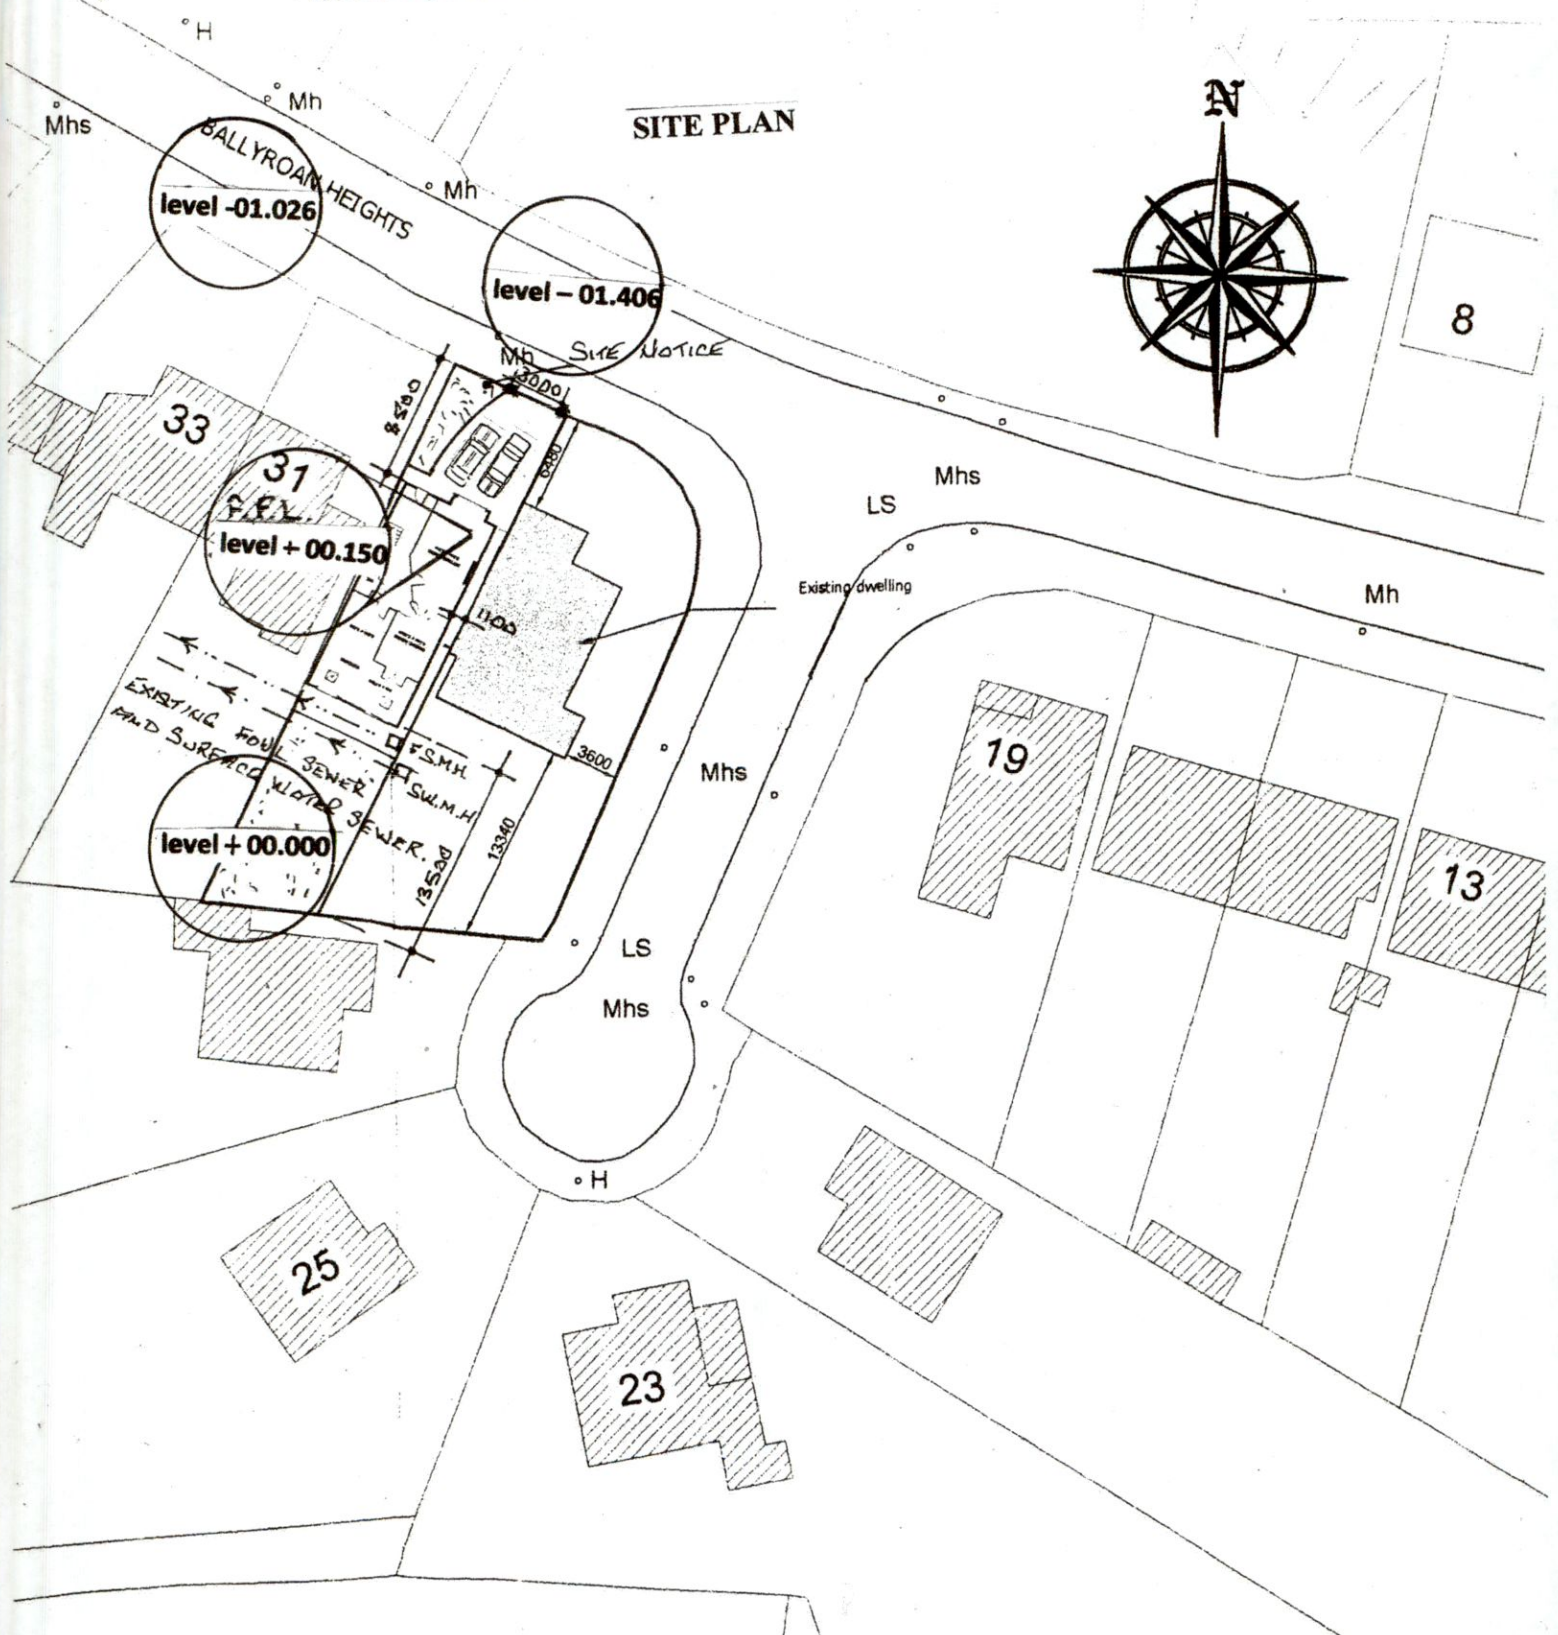 H
Mh
Mhs
SITE PLAN
N
BALLYROAN HEIGHTS
Mh
level -01.026
level – 01.406
8
Mh
SITE NOTICE
3000
8500
33
6480
31
F.F.L.
level + 00.150
Mhs
LS
Existing dwelling
Mh
1100
EXISTING FOUL SEWER
AND SURFACE WATER SEWER.
F.S.M.H
S.W.M.H
3600
Mhs
19
level + 00.000
13340
13500
13
LS
Mhs
H
25
23